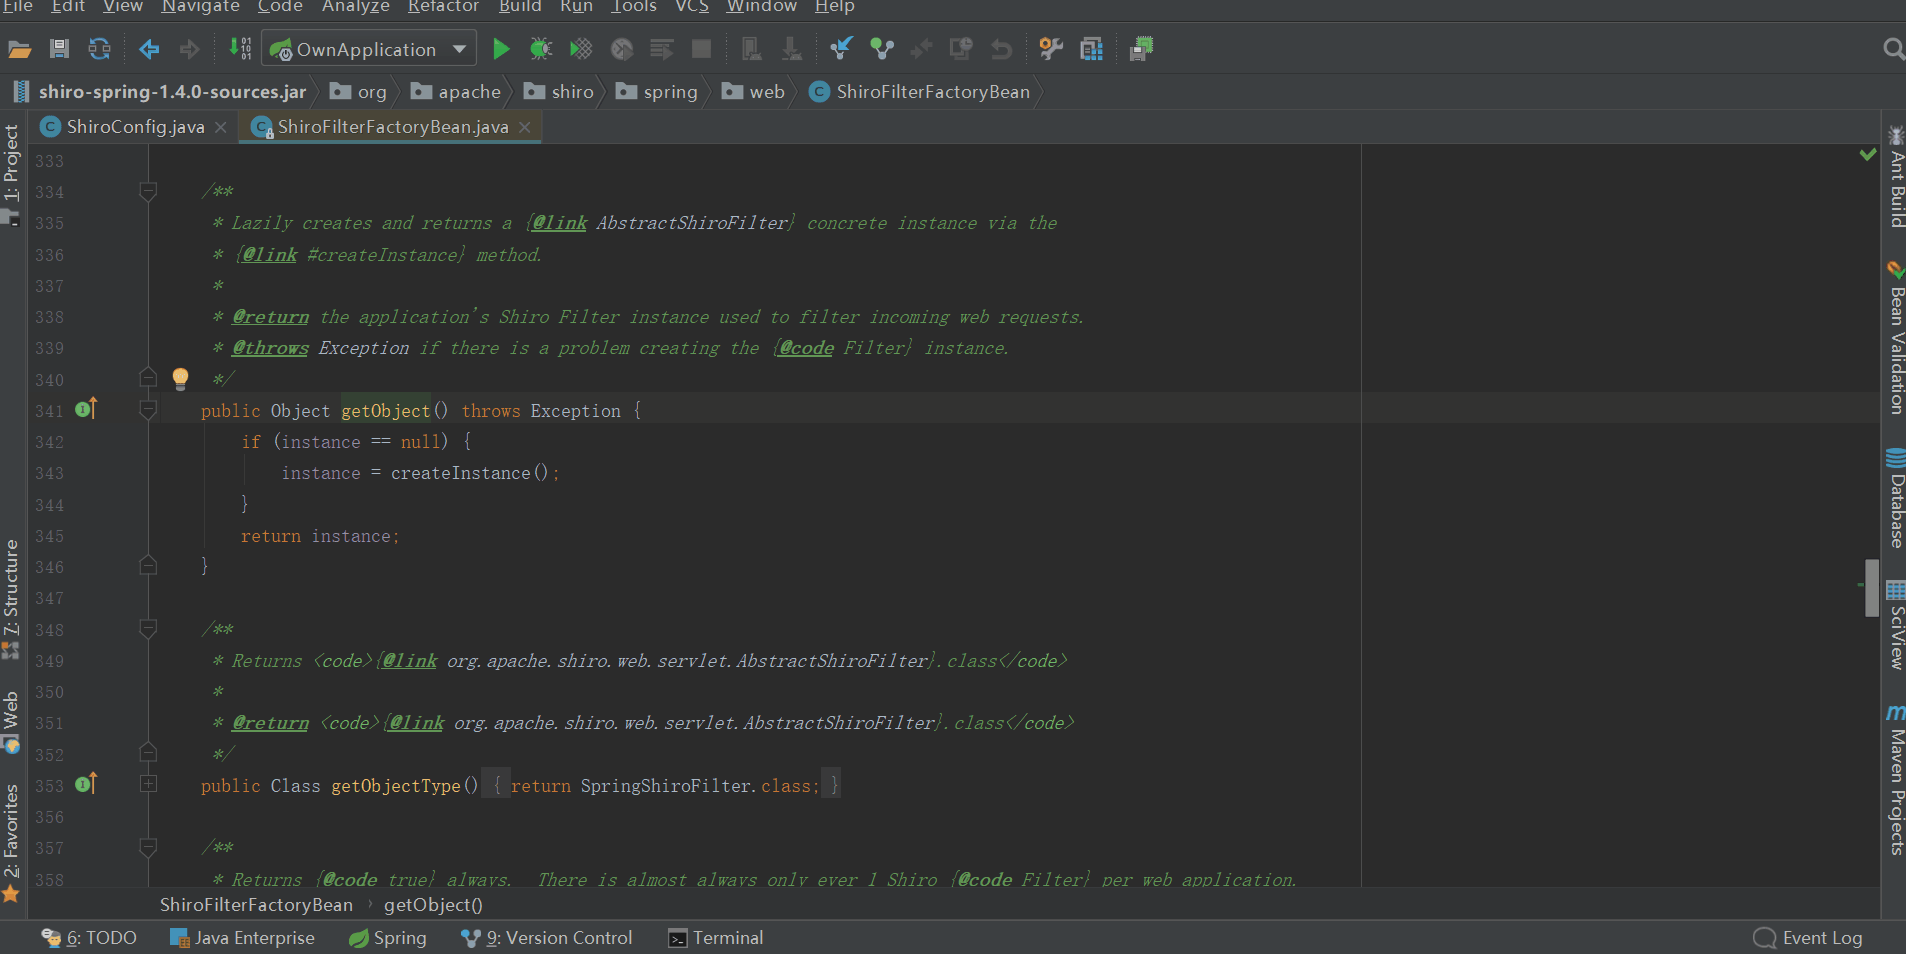 File Edit View Navigate Code Analyze Refactor Build Run Tools VCS Window Help
OwnApplication
shiro-spring-1.4.0-sources.jar org apache shiro spring web ShiroFilterFactoryBean
ShiroConfig.java ShiroFilterFactoryBean.java
333
334 /**
335 * Lazily creates and returns a {@link AbstractShiroFilter} concrete instance via the
336 * {@link #createInstance} method.
337 *
338 * @return the application's Shiro Filter instance used to filter incoming web requests.
339 * @throws Exception if there is a problem creating the {@code Filter} instance.
340 */
341 public Object getObject() throws Exception {
342 if (instance == null) {
343 instance = createInstance();
344 }
345 return instance;
346 }
347
348 /**
349 * Returns <code>{@link org.apache.shiro.web.servlet.AbstractShiroFilter}.class</code>
350 *
351 * @return <code>{@link org.apache.shiro.web.servlet.AbstractShiroFilter}.class</code>
352 */
353 public Class getObjectType() { return SpringShiroFilter.class; }
356
357 /**
358 * Returns {@code true} always. There is almost always only ever 1 Shiro {@code Filter} per web application.
ShiroFilterFactoryBean › getObject()
1: Project
7: Structure
Web
2: Favorites
Ant Build
Bean Validation
Database
SciView
Maven Projects
6: TODO Java Enterprise Spring 9: Version Control Terminal Event Log